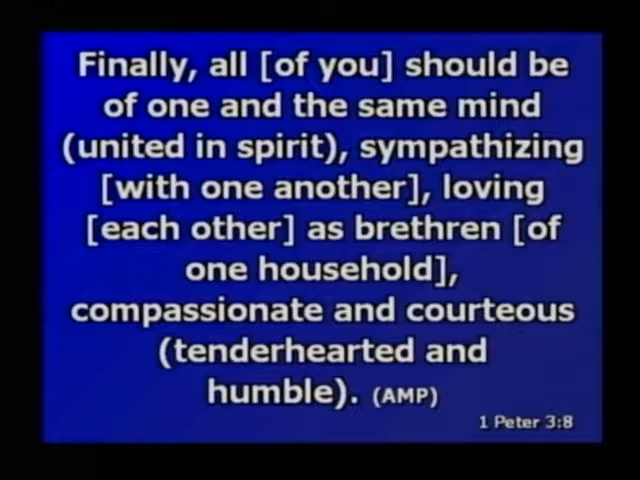 Finally, all [of you] should be
of one and the same mind
(united in spirit), sympathizing
[with one another], loving
[each other] as brethren [of
one household],
compassionate and courteous
(tenderhearted and
humble). (AMP)
1 Peter 3:8